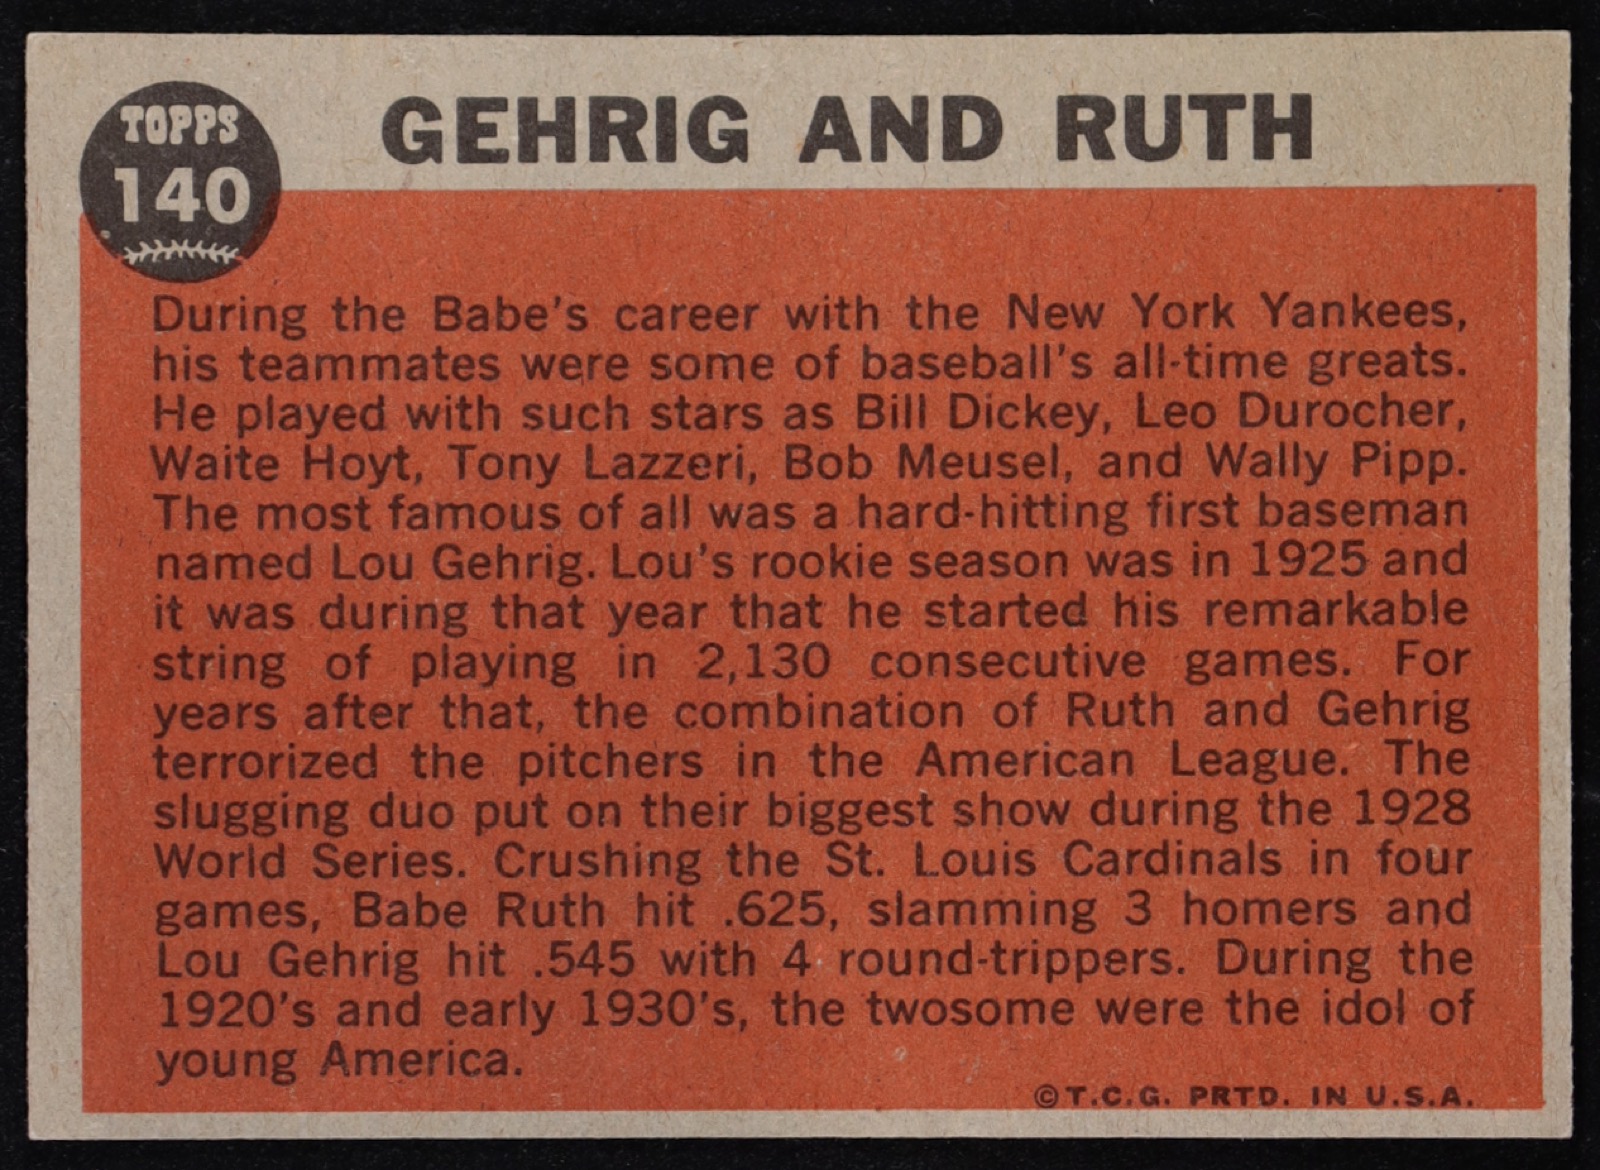 TOPPS
140
GEHRIG AND RUTH
During the Babe's career with the New York Yankees,
his teammates were some of baseball's all-time greats.
He played with such stars as Bill Dickey, Leo Durocher,
Waite Hoyt, Tony Lazzeri, Bob Meusel, and Wally Pipp.
The most famous of all was a hard-hitting first baseman
named Lou Gehrig. Lou's rookie season was in 1925 and
it was during that year that he started his remarkable
string of playing in 2,130 consecutive games. For
years after that, the combination of Ruth and Gehrig
terrorized the pitchers in the American League. The
slugging duo put on their biggest show during the 1928
World Series. Crushing the St. Louis Cardinals in four
games, Babe Ruth hit .625, slamming 3 homers and
Lou Gehrig hit .545 with 4 round-trippers. During the
1920's and early 1930's, the twosome were the idol of
young America.
©T.C.G. PRTD. IN U.S.A.